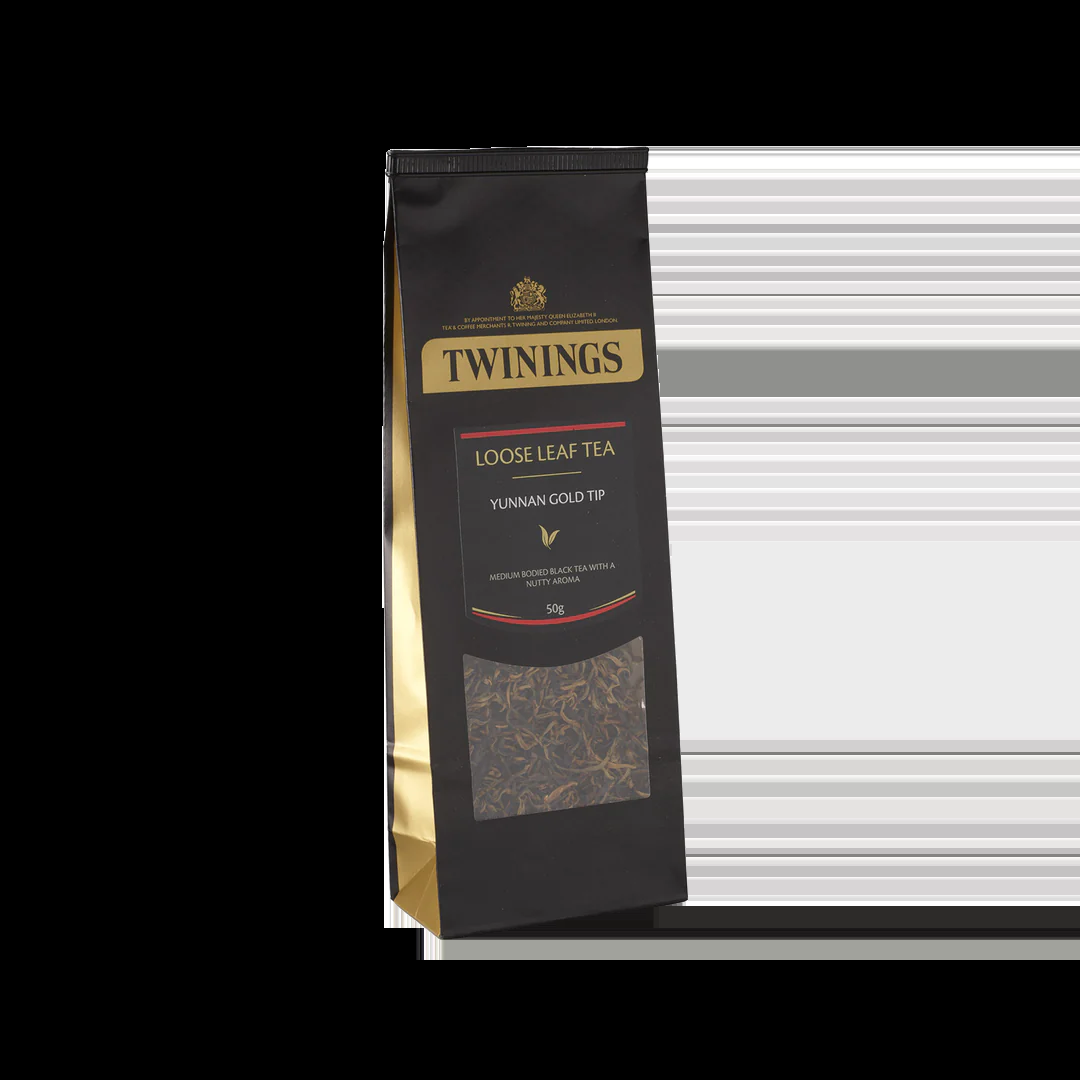 BY APPOINTMENT TO HER MAJESTY QUEEN ELIZABETH II
TEA & COFFEE MERCHANTS R. TWINING AND COMPANY LIMITED, LONDON.
TWININGS
LOOSE LEAF TEA
YUNNAN GOLD TIP
MEDIUM BODIED BLACK TEA WITH A
NUTTY AROMA
50g